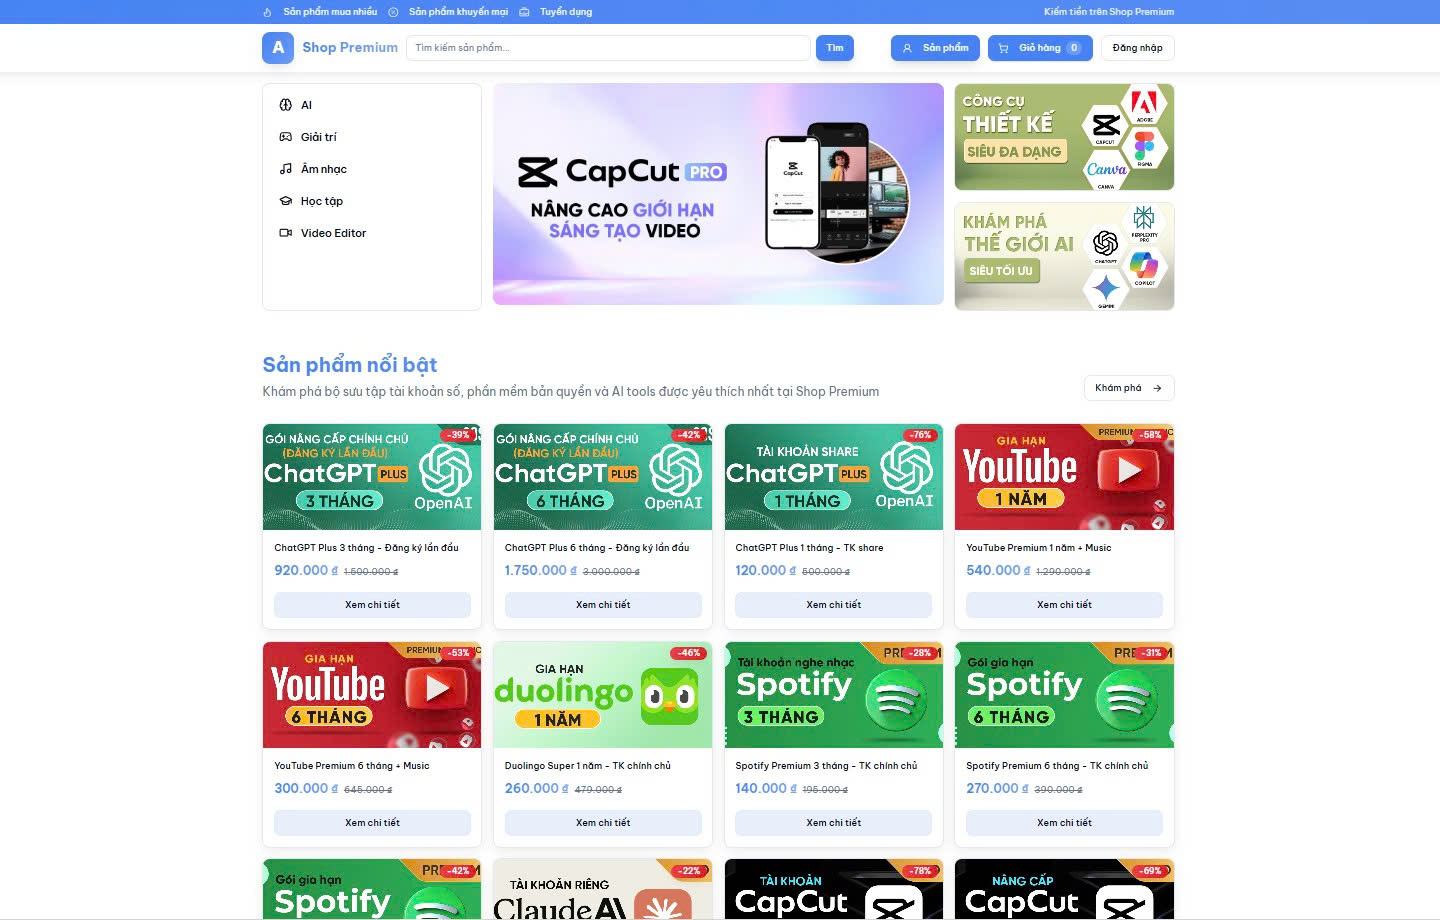 Sản phẩm mua nhiều
Sản phẩm khuyến mại
Tuyển dụng
Kiếm tiền trên Shop Premium
A
Shop Premium
Tìm kiếm sản phẩm...
Tìm
Sản phẩm
Giỏ hàng 0
Đăng nhập
AI
Giải trí
Âm nhạc
Học tập
Video Editor
CapCut PRO
NÂNG CAO GIỚI HẠN
SÁNG TẠO VIDEO
CapCut
CÔNG CỤ
THIẾT KẾ
SIÊU ĐA DẠNG
ADOBE
CAPCUT
FIGMA
Canva
CANVA
KHÁM PHÁ
THẾ GIỚI AI
SIÊU TỐI ƯU
PERPLEXITY
PRO
CHATGPT
COPILOT
GEMINI
Sản phẩm nổi bật
Khám phá bộ sưu tập tài khoản số, phần mềm bản quyền và AI tools được yêu thích nhất tại Shop Premium
Khám phá
-39%
GÓI NÂNG CẤP CHÍNH CHỦ
(ĐĂNG KÝ LẦN ĐẦU)
ChatGPT PLUS
3 THÁNG
OpenAI
ChatGPT Plus 3 tháng - Đăng ký lần đầu
920.000 ₫ 1.500.000 ₫
Xem chi tiết
-42%
GÓI NÂNG CẤP CHÍNH CHỦ
(ĐĂNG KÝ LẦN ĐẦU)
ChatGPT PLUS
6 THÁNG
OpenAI
ChatGPT Plus 6 tháng - Đăng ký lần đầu
1.750.000 ₫ 3.000.000 ₫
Xem chi tiết
-76%
TÀI KHOẢN SHARE
ChatGPT PLUS
1 THÁNG
OpenAI
ChatGPT Plus 1 tháng - TK share
120.000 ₫ 500.000 ₫
Xem chi tiết
-58%
GIA HẠN
YouTube
1 NĂM
YouTube Premium 1 năm + Music
540.000 ₫ 1.290.000 ₫
Xem chi tiết
-53%
GIA HẠN
YouTube
6 THÁNG
YouTube Premium 6 tháng + Music
300.000 ₫ 645.000 ₫
Xem chi tiết
-46%
GIA HẠN
duolingo
1 NĂM
Duolingo Super 1 năm - TK chính chủ
260.000 ₫ 479.000 ₫
Xem chi tiết
-28%
Tài khoản nghe nhạc
Spotify
3 THÁNG
Spotify Premium 3 tháng - TK chính chủ
140.000 ₫ 195.000 ₫
Xem chi tiết
-31%
Gói gia hạn
Spotify
6 THÁNG
Spotify Premium 6 tháng - TK chính chủ
270.000 ₫ 390.000 ₫
Xem chi tiết
-42%
Gói gia hạn
Spotify
-22%
TÀI KHOẢN RIÊNG
Claude AI
-78%
TÀI KHOẢN
CapCut
-69%
NÂNG CẤP
CapCut